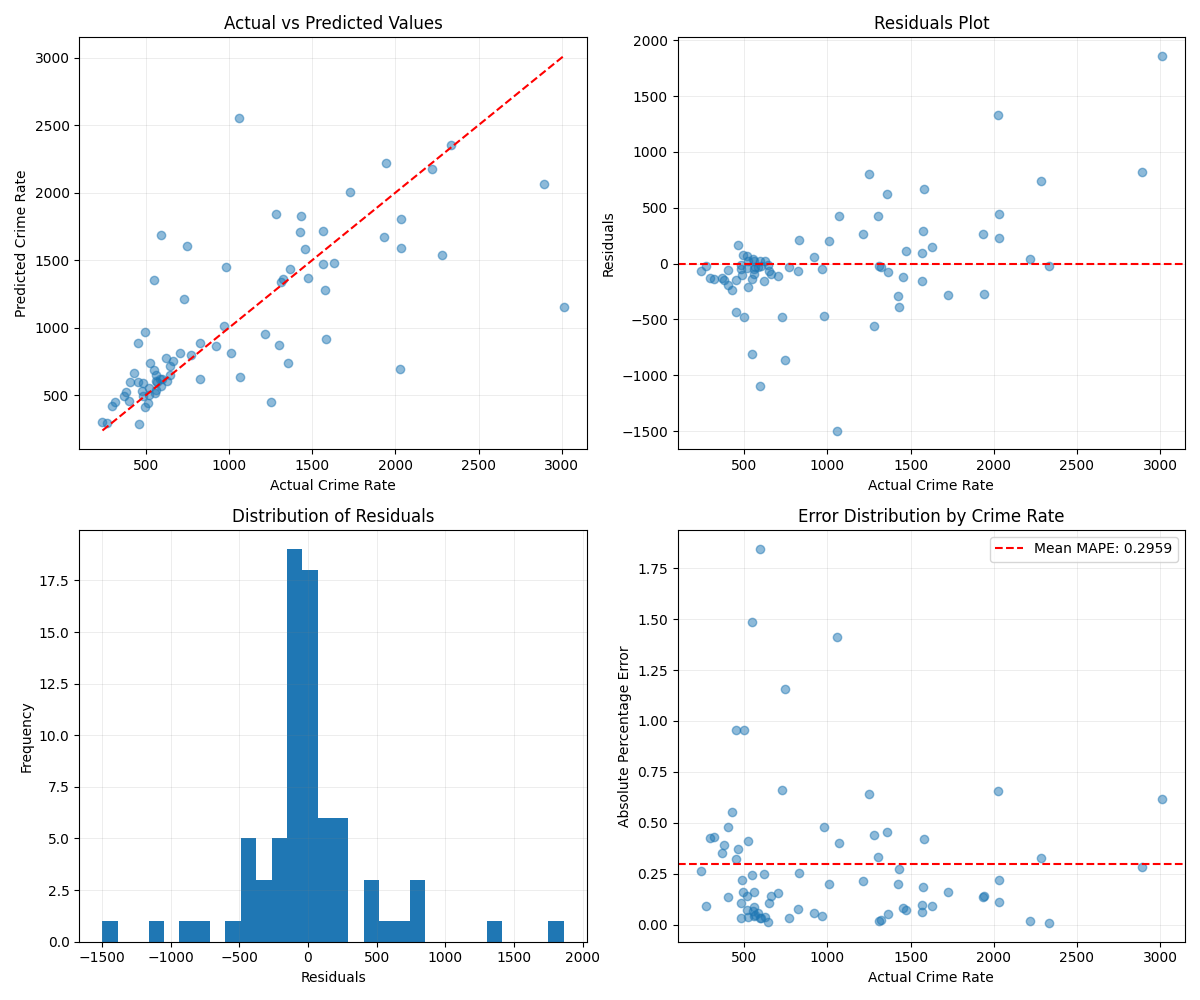 Actual vs Predicted Values
3000
2500
2000
1500
1000
500
Predicted Crime Rate
500 1000 1500 2000 2500 3000
Actual Crime Rate
Residuals Plot
2000
1500
1000
500
0
−500
−1000
−1500
Residuals
500 1000 1500 2000 2500 3000
Actual Crime Rate
Distribution of Residuals
17.5
15.0
12.5
10.0
7.5
5.0
2.5
0.0
Frequency
−1500 −1000 −500 0 500 1000 1500 2000
Residuals
Error Distribution by Crime Rate
Mean MAPE: 0.2959
1.75
1.50
1.25
1.00
0.75
0.50
0.25
0.00
Absolute Percentage Error
500 1000 1500 2000 2500 3000
Actual Crime Rate